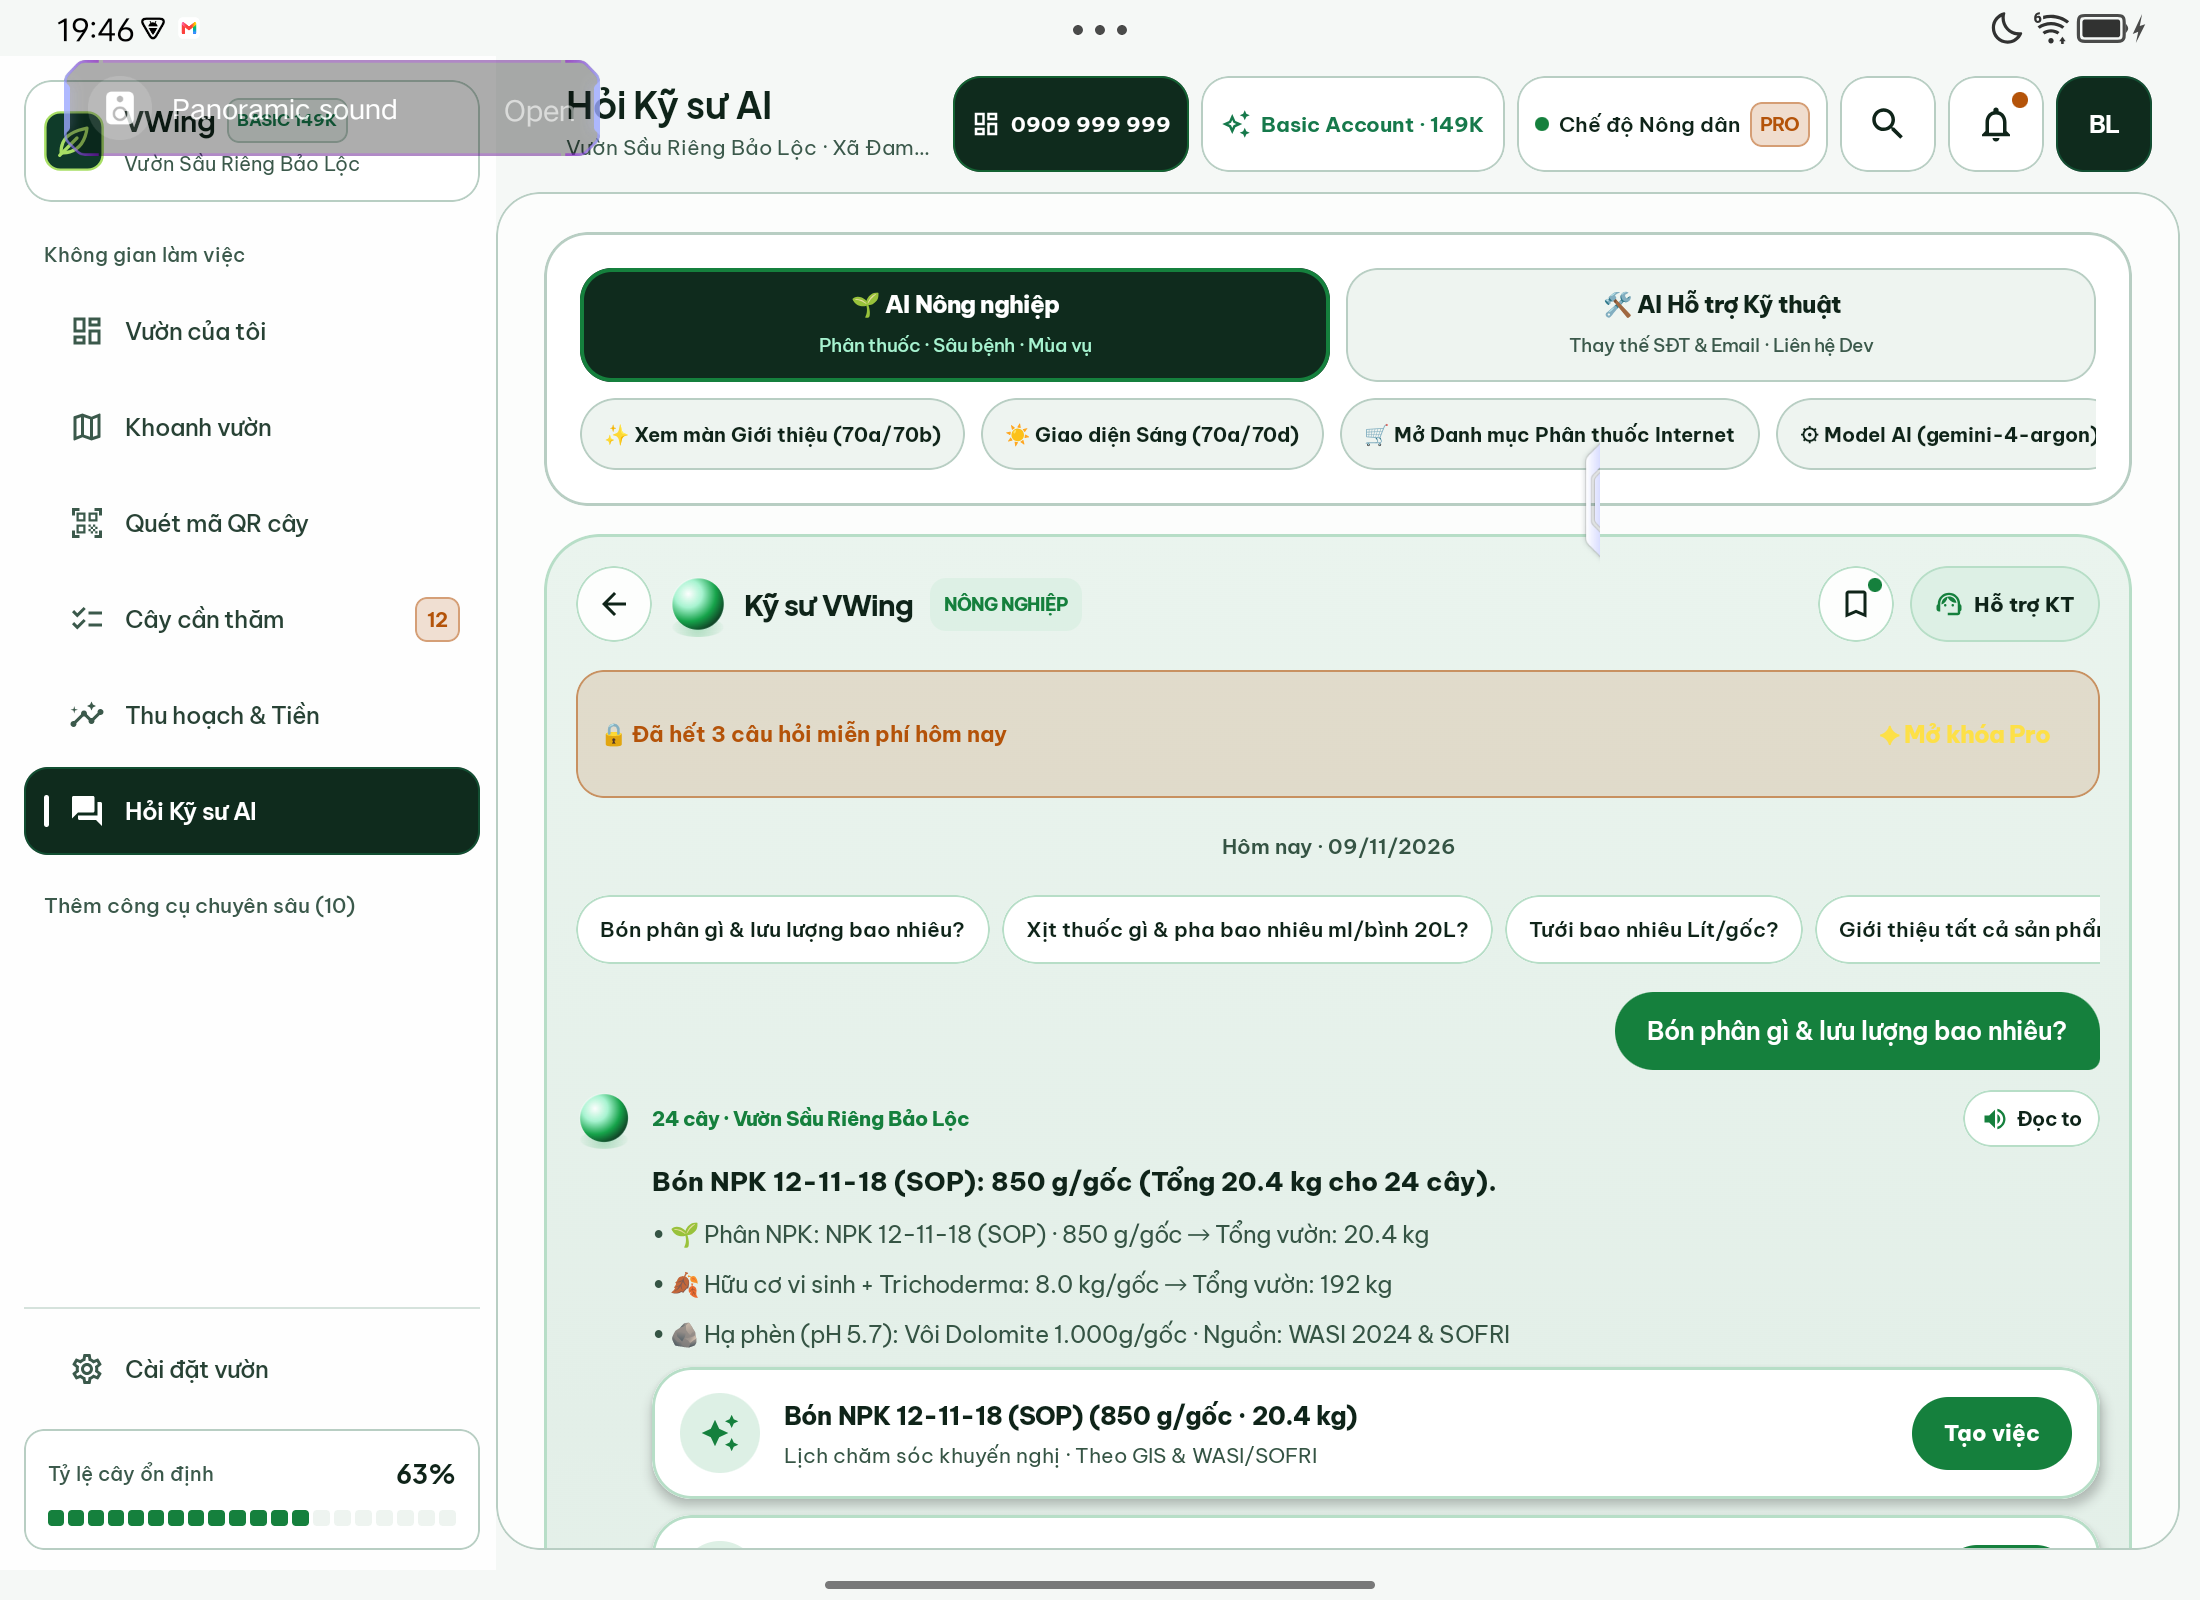 19:46
Panoramic sound
Open
VWing
BASIC 149K
Vườn Sầu Riêng Bảo Lộc
Không gian làm việc
Vườn của tôi
Khoanh vườn
Quét mã QR cây
Cây cần thăm
12
Thu hoạch & Tiền
Hỏi Kỹ sư AI
Thêm công cụ chuyên sâu (10)
Cài đặt vườn
Tỷ lệ cây ổn định
63%
Hỏi Kỹ sư AI
Vườn Sầu Riêng Bảo Lộc · Xã Đam...
0909 999 999
Basic Account · 149K
Chế độ Nông dân
PRO
BL
🌱 AI Nông nghiệp
Phân thuốc · Sâu bệnh · Mùa vụ
🛠️ AI Hỗ trợ Kỹ thuật
Thay thế SĐT & Email · Liên hệ Dev
✨ Xem màn Giới thiệu (70a/70b)
☀️ Giao diện Sáng (70a/70d)
🛒 Mở Danh mục Phân thuốc Internet
⚙ Model AI (gemini-4-argon)
Kỹ sư VWing
NÔNG NGHIỆP
Hỗ trợ KT
🔒 Đã hết 3 câu hỏi miễn phí hôm nay
✦ Mở khóa Pro
Hôm nay · 09/11/2026
Bón phân gì & lưu lượng bao nhiêu?
Xịt thuốc gì & pha bao nhiêu ml/bình 20L?
Tưới bao nhiêu Lít/gốc?
Giới thiệu tất cả sản phẩm
Bón phân gì & lưu lượng bao nhiêu?
24 cây · Vườn Sầu Riêng Bảo Lộc
Đọc to
Bón NPK 12-11-18 (SOP): 850 g/gốc (Tổng 20.4 kg cho 24 cây).
• 🌱 Phân NPK: NPK 12-11-18 (SOP) · 850 g/gốc → Tổng vườn: 20.4 kg
• 🍂 Hữu cơ vi sinh + Trichoderma: 8.0 kg/gốc → Tổng vườn: 192 kg
• 🪨 Hạ phèn (pH 5.7): Vôi Dolomite 1.000g/gốc · Nguồn: WASI 2024 & SOFRI
Bón NPK 12-11-18 (SOP) (850 g/gốc · 20.4 kg)
Lịch chăm sóc khuyến nghị · Theo GIS & WASI/SOFRI
Tạo việc